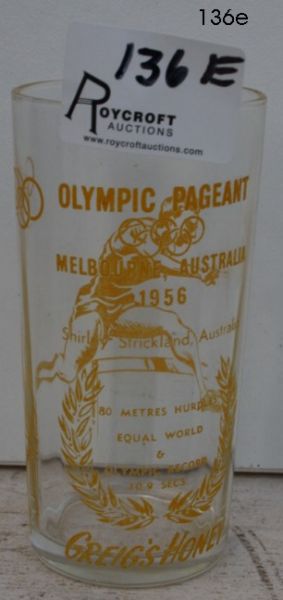 136e
136 E
ROYCROFT
AUCTIONS
www.roycroftauctions.com
OLYMPIC PAGEANT
MELBOURNE, AUSTRALIA
1956
Shirley Strickland, Australia
80 METRES HURDLES
EQUAL WORLD
&
OLYMPIC RECORD
10.9 SECS.
GREIG'S HONEY